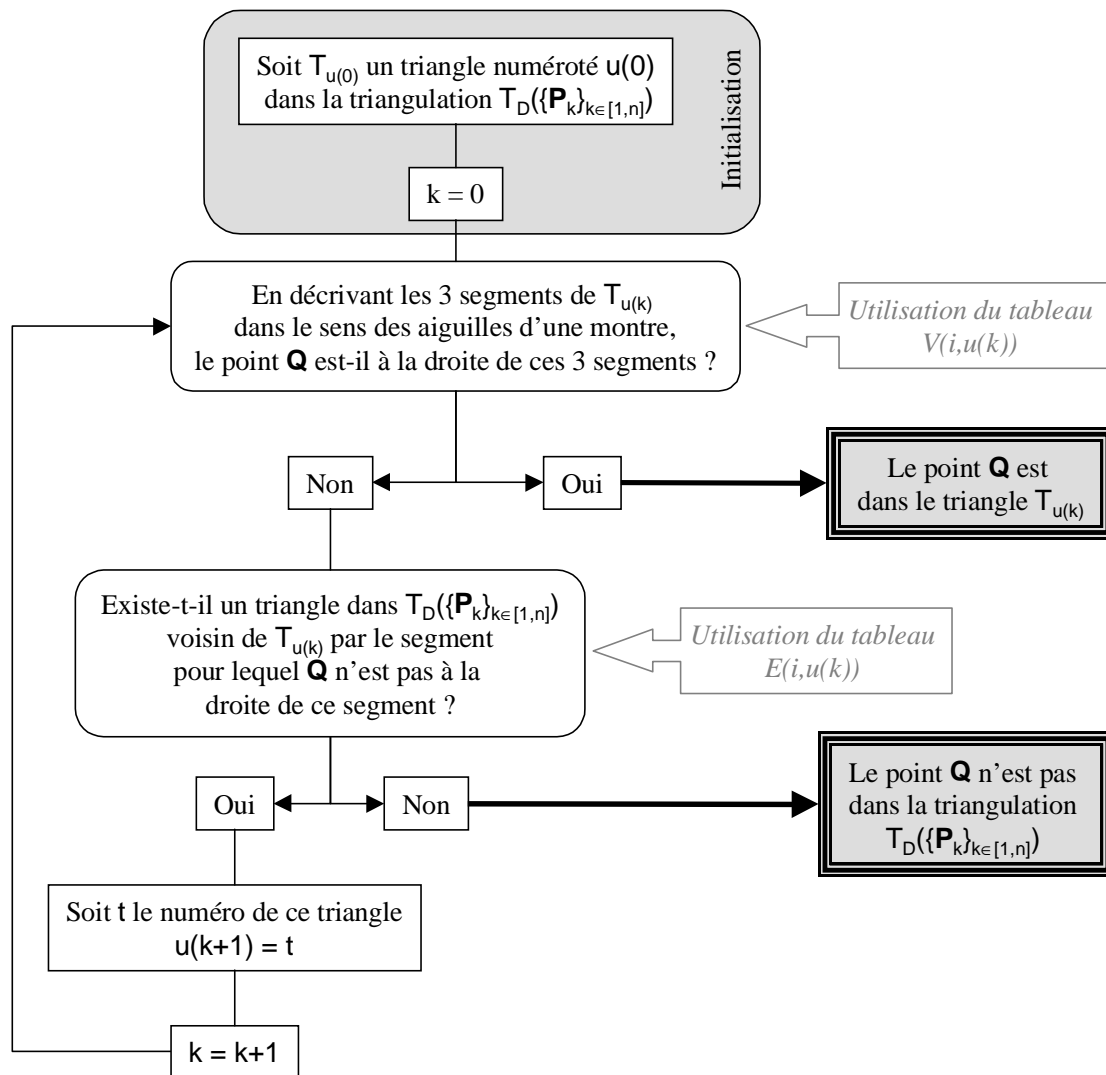 Soit T_u(0) un triangle numéroté u(0)
dans la triangulation T_D({P_k}_k∈[1,n])
Initialisation
k = 0
En décrivant les 3 segments de T_u(k)
dans le sens des aiguilles d’une montre,
le point Q est-il à la droite de ces 3 segments ?
Utilisation du tableau
V(i,u(k))
Non
Oui
Le point Q est
dans le triangle T_u(k)
Existe-t-il un triangle dans T_D({P_k}_k∈[1,n])
voisin de T_u(k) par le segment
pour lequel Q n’est pas à la
droite de ce segment ?
Utilisation du tableau
E(i,u(k))
Oui
Non
Le point Q n’est pas
dans la triangulation
T_D({P_k}_k∈[1,n])
Soit t le numéro de ce triangle
u(k+1) = t
k = k+1